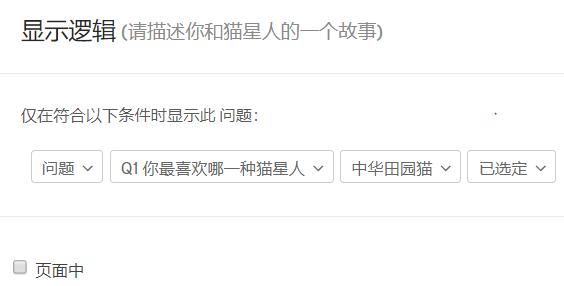 显示逻辑 (请描述你和猫星人的一个故事)
仅在符合以下条件时显示此 问题:
问题 Q1 你最喜欢哪一种猫星人 中华田园猫 已选定
页面中